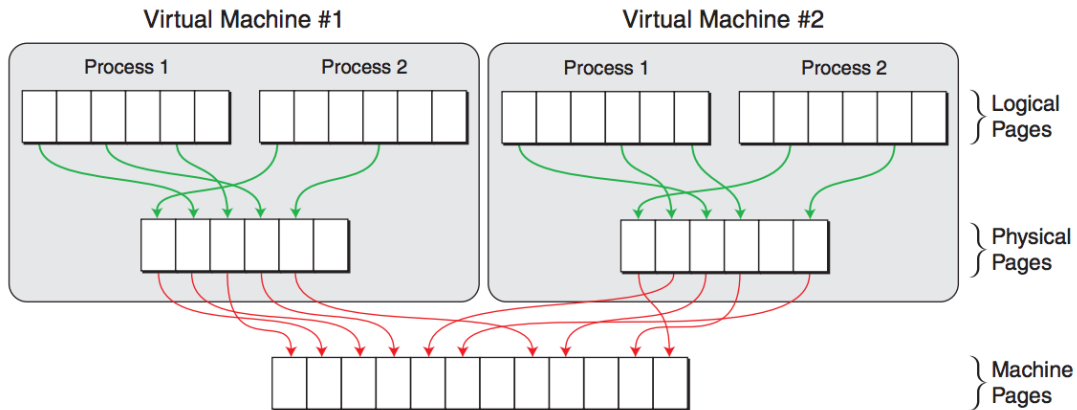 Virtual Machine #1
Virtual Machine #2
Process 1
Process 2
Process 1
Process 2
Logical
Pages
Physical
Pages
Machine
Pages